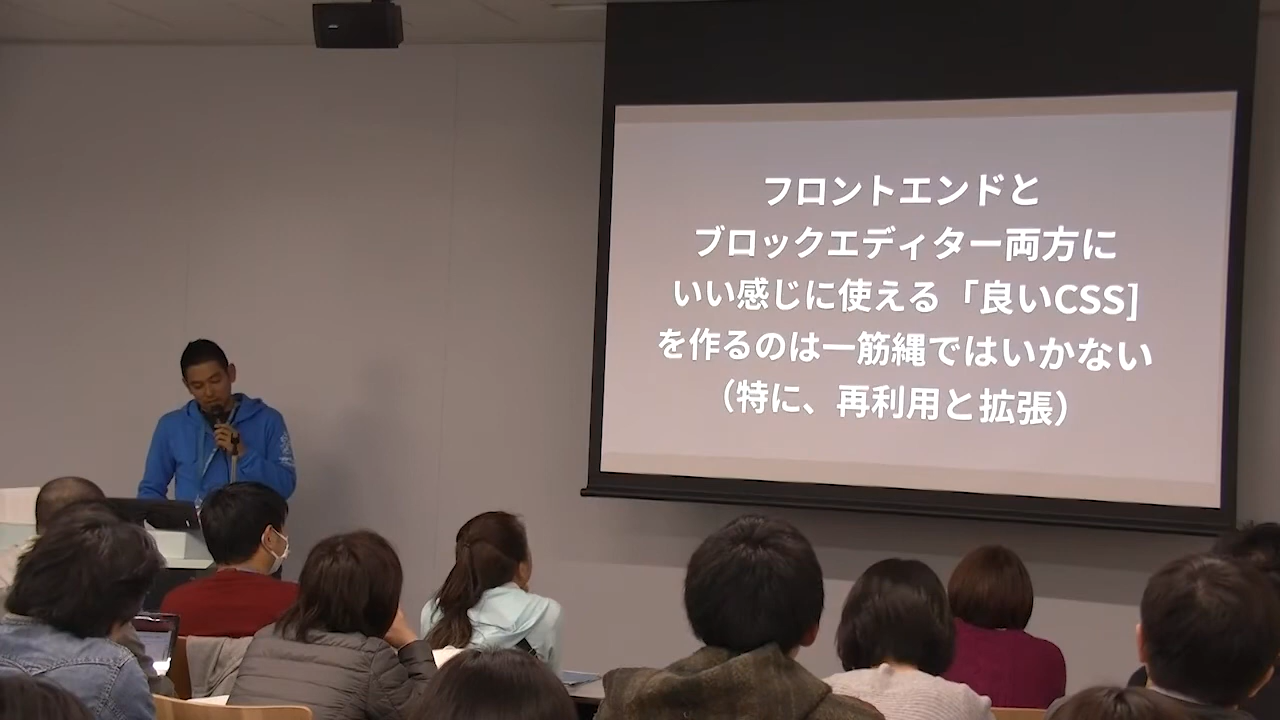 フロントエンドと
ブロックエディター両方に
いい感じに使える「良いCSS]
を作るのは一筋縄ではいかない
（特に、再利用と拡張）